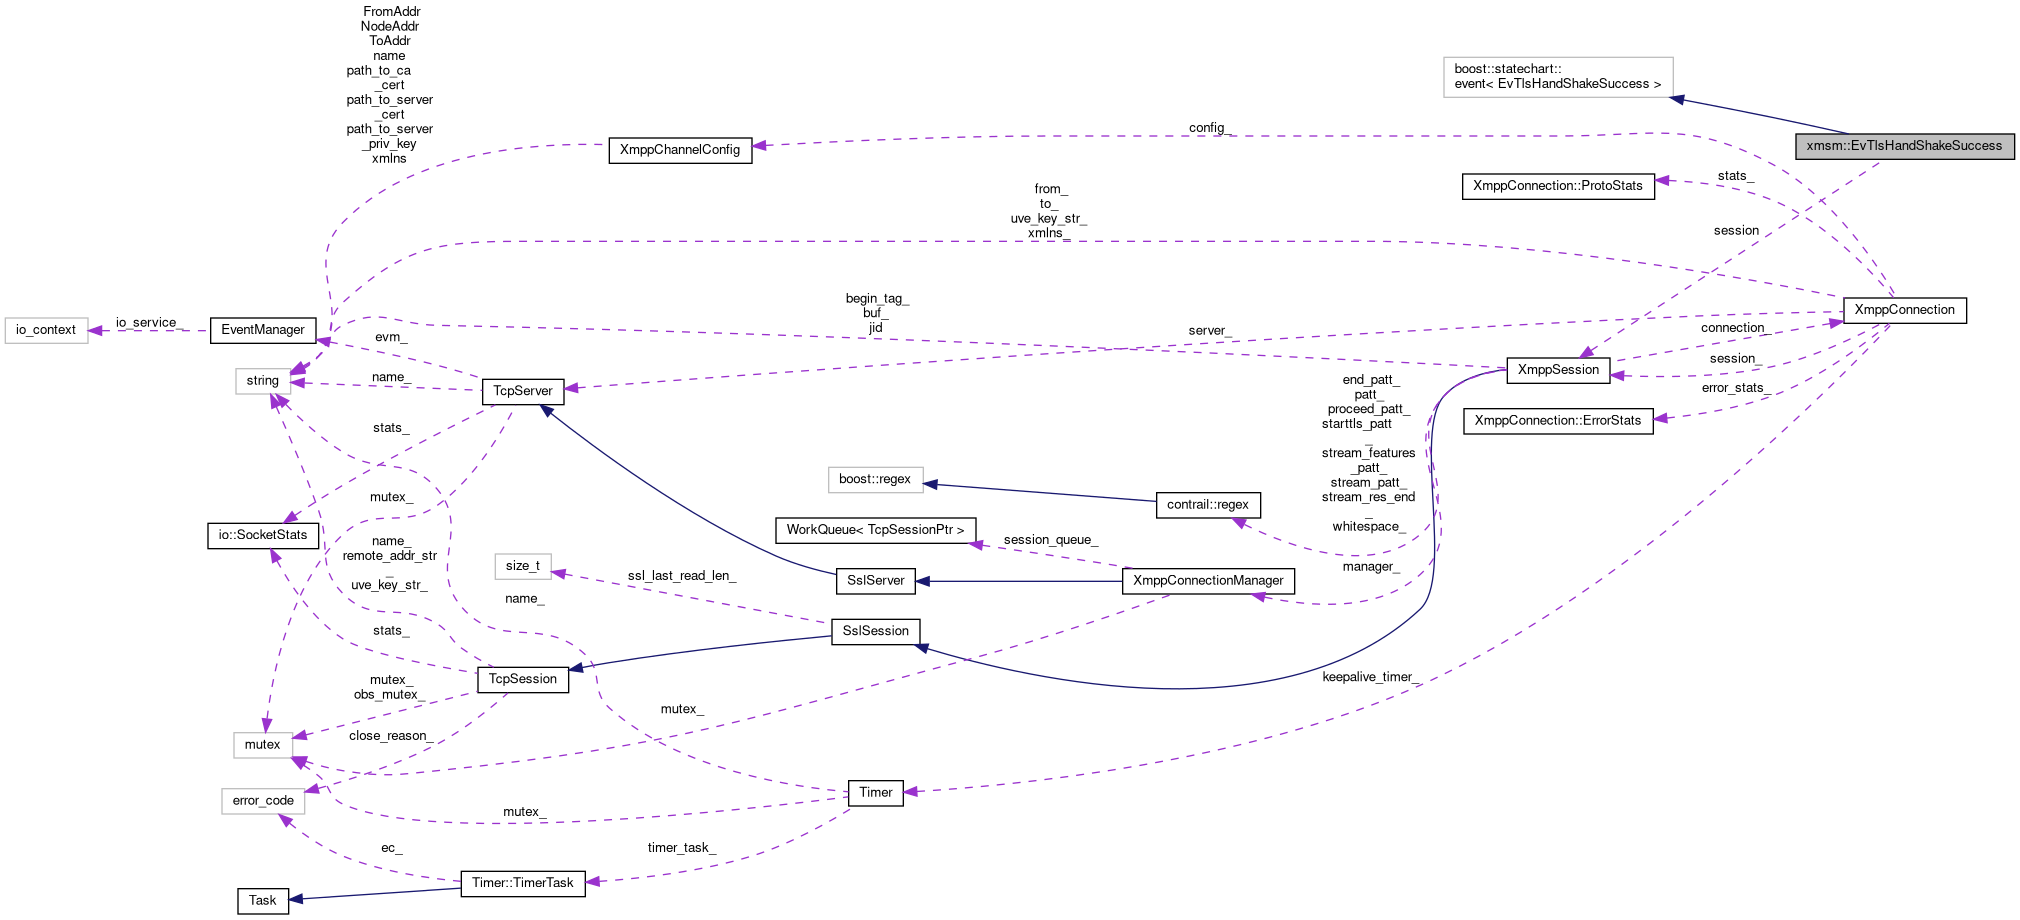 FromAddr
NodeAddr
ToAddr
name
path_to_ca
_cert
path_to_server
_cert
path_to_server
_priv_key
xmlns
boost::statechart::
event< EvTlsHandShakeSuccess >
config_
XmppChannelConfig
xmsm::EvTlsHandShakeSuccess
stats_
XmppConnection::ProtoStats
from_
to_
uve_key_str_
xmlns_
session
begin_tag_
buf_
jid
XmppConnection
io_context
io_service_
EventManager
evm_
server_
connection_
session_
string
name_
TcpServer
XmppSession
end_patt_
patt_
proceed_patt_
starttls_patt
_
stream_features
_patt_
stream_patt_
stream_res_end
_
whitespace_
error_stats_
XmppConnection::ErrorStats
stats_
boost::regex
contrail::regex
mutex_
WorkQueue< TcpSessionPtr >
session_queue_
io::SocketStats
name_
remote_addr_str
_
uve_key_str_
size_t
ssl_last_read_len_
SslServer
XmppConnectionManager
manager_
name_
stats_
SslSession
TcpSession
keepalive_timer_
mutex_
obs_mutex_
mutex_
close_reason_
mutex
error_code
Timer
mutex_
ec_
timer_task_
Timer::TimerTask
Task